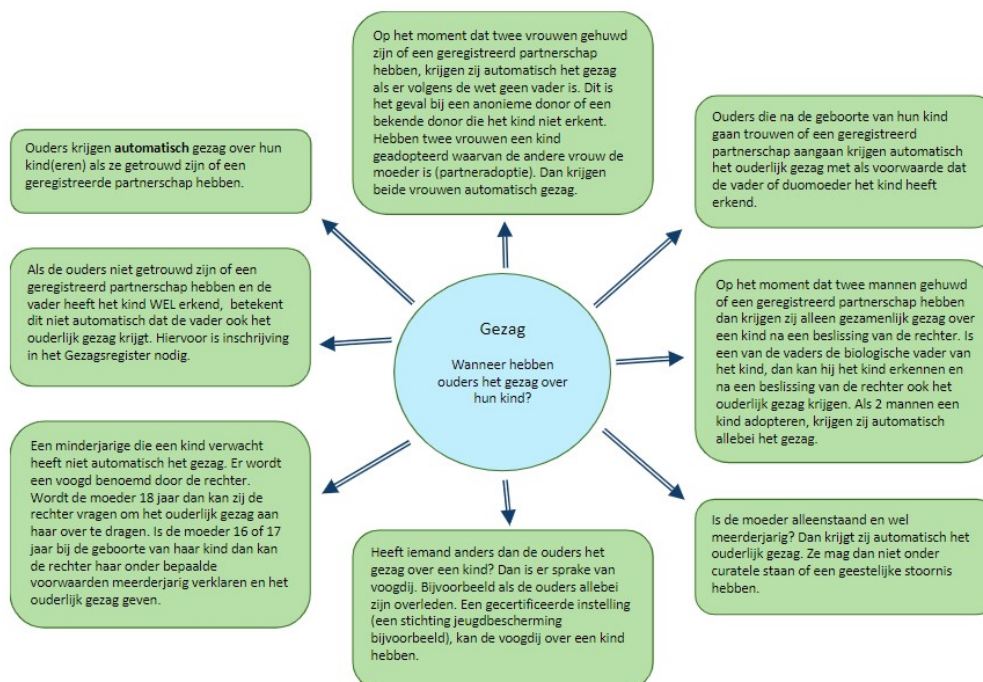 Op het moment dat twee vrouwen gehuwd
zijn of een geregistreerd partnerschap
hebben, krijgen zij automatisch het gezag
als er volgens de wet geen vader is. Dit is
het geval bij een anonieme donor of een
bekende donor die het kind niet erkent.
Hebben twee vrouwen een kind
geadopteerd waarvan de andere vrouw de
moeder is (partneradoptie). Dan krijgen
beide vrouwen automatisch gezag.
Ouders krijgen automatisch gezag over hun
kind(eren) als ze getrouwd zijn of een
geregistreerde partnerschap hebben.
Ouders die na de geboorte van hun kind
gaan trouwen of een geregistreerd
partnerschap aangaan krijgen automatisch
het ouderlijk gezag met als voorwaarde dat
de vader of duomoeder het kind heeft
erkend.
Als de ouders niet getrouwd zijn of een
geregistreerd partnerschap hebben en de
vader heeft het kind WEL erkend, betekent
dit niet automatisch dat de vader ook het
ouderlijk gezag krijgt. Hiervoor is inschrijving
in het Gezagsregister nodig.
Gezag
Wanneer hebben
ouders het gezag over
hun kind?
Op het moment dat twee mannen gehuwd
of een geregistreerd partnerschap hebben
dan krijgen zij alleen gezamenlijk gezag over
een kind na een beslissing van de rechter. Is
een van de vaders de biologische vader van
het kind, dan kan hij het kind erkennen en
na een beslissing van de rechter ook het
ouderlijk gezag krijgen. Als 2 mannen een
kind adopteren, krijgen zij automatisch
allebei het gezag.
Een minderjarige die een kind verwacht
heeft niet automatisch het gezag. Er wordt
een voogd benoemd door de rechter.
Wordt de moeder 18 jaar dan kan zij de
rechter vragen om het ouderlijk gezag aan
haar over te dragen. Is de moeder 16 of 17
jaar bij de geboorte van haar kind dan kan
de rechter haar onder bepaalde
voorwaarden meerderjarig verklaren en het
ouderlijk gezag geven.
Heeft iemand anders dan de ouders het
gezag over een kind? Dan is er sprake van
voogdij. Bijvoorbeeld als de ouders allebei
zijn overleden. Een gecertificeerde instelling
(een stichting jeugdbescherming
bijvoorbeeld), kan de voogdij over een kind
hebben.
Is de moeder alleenstaand en wel
meerderjarig? Dan krijgt zij automatisch het
ouderlijk gezag. Ze mag dan niet onder
curatele staan of een geestelijke stoornis
hebben.